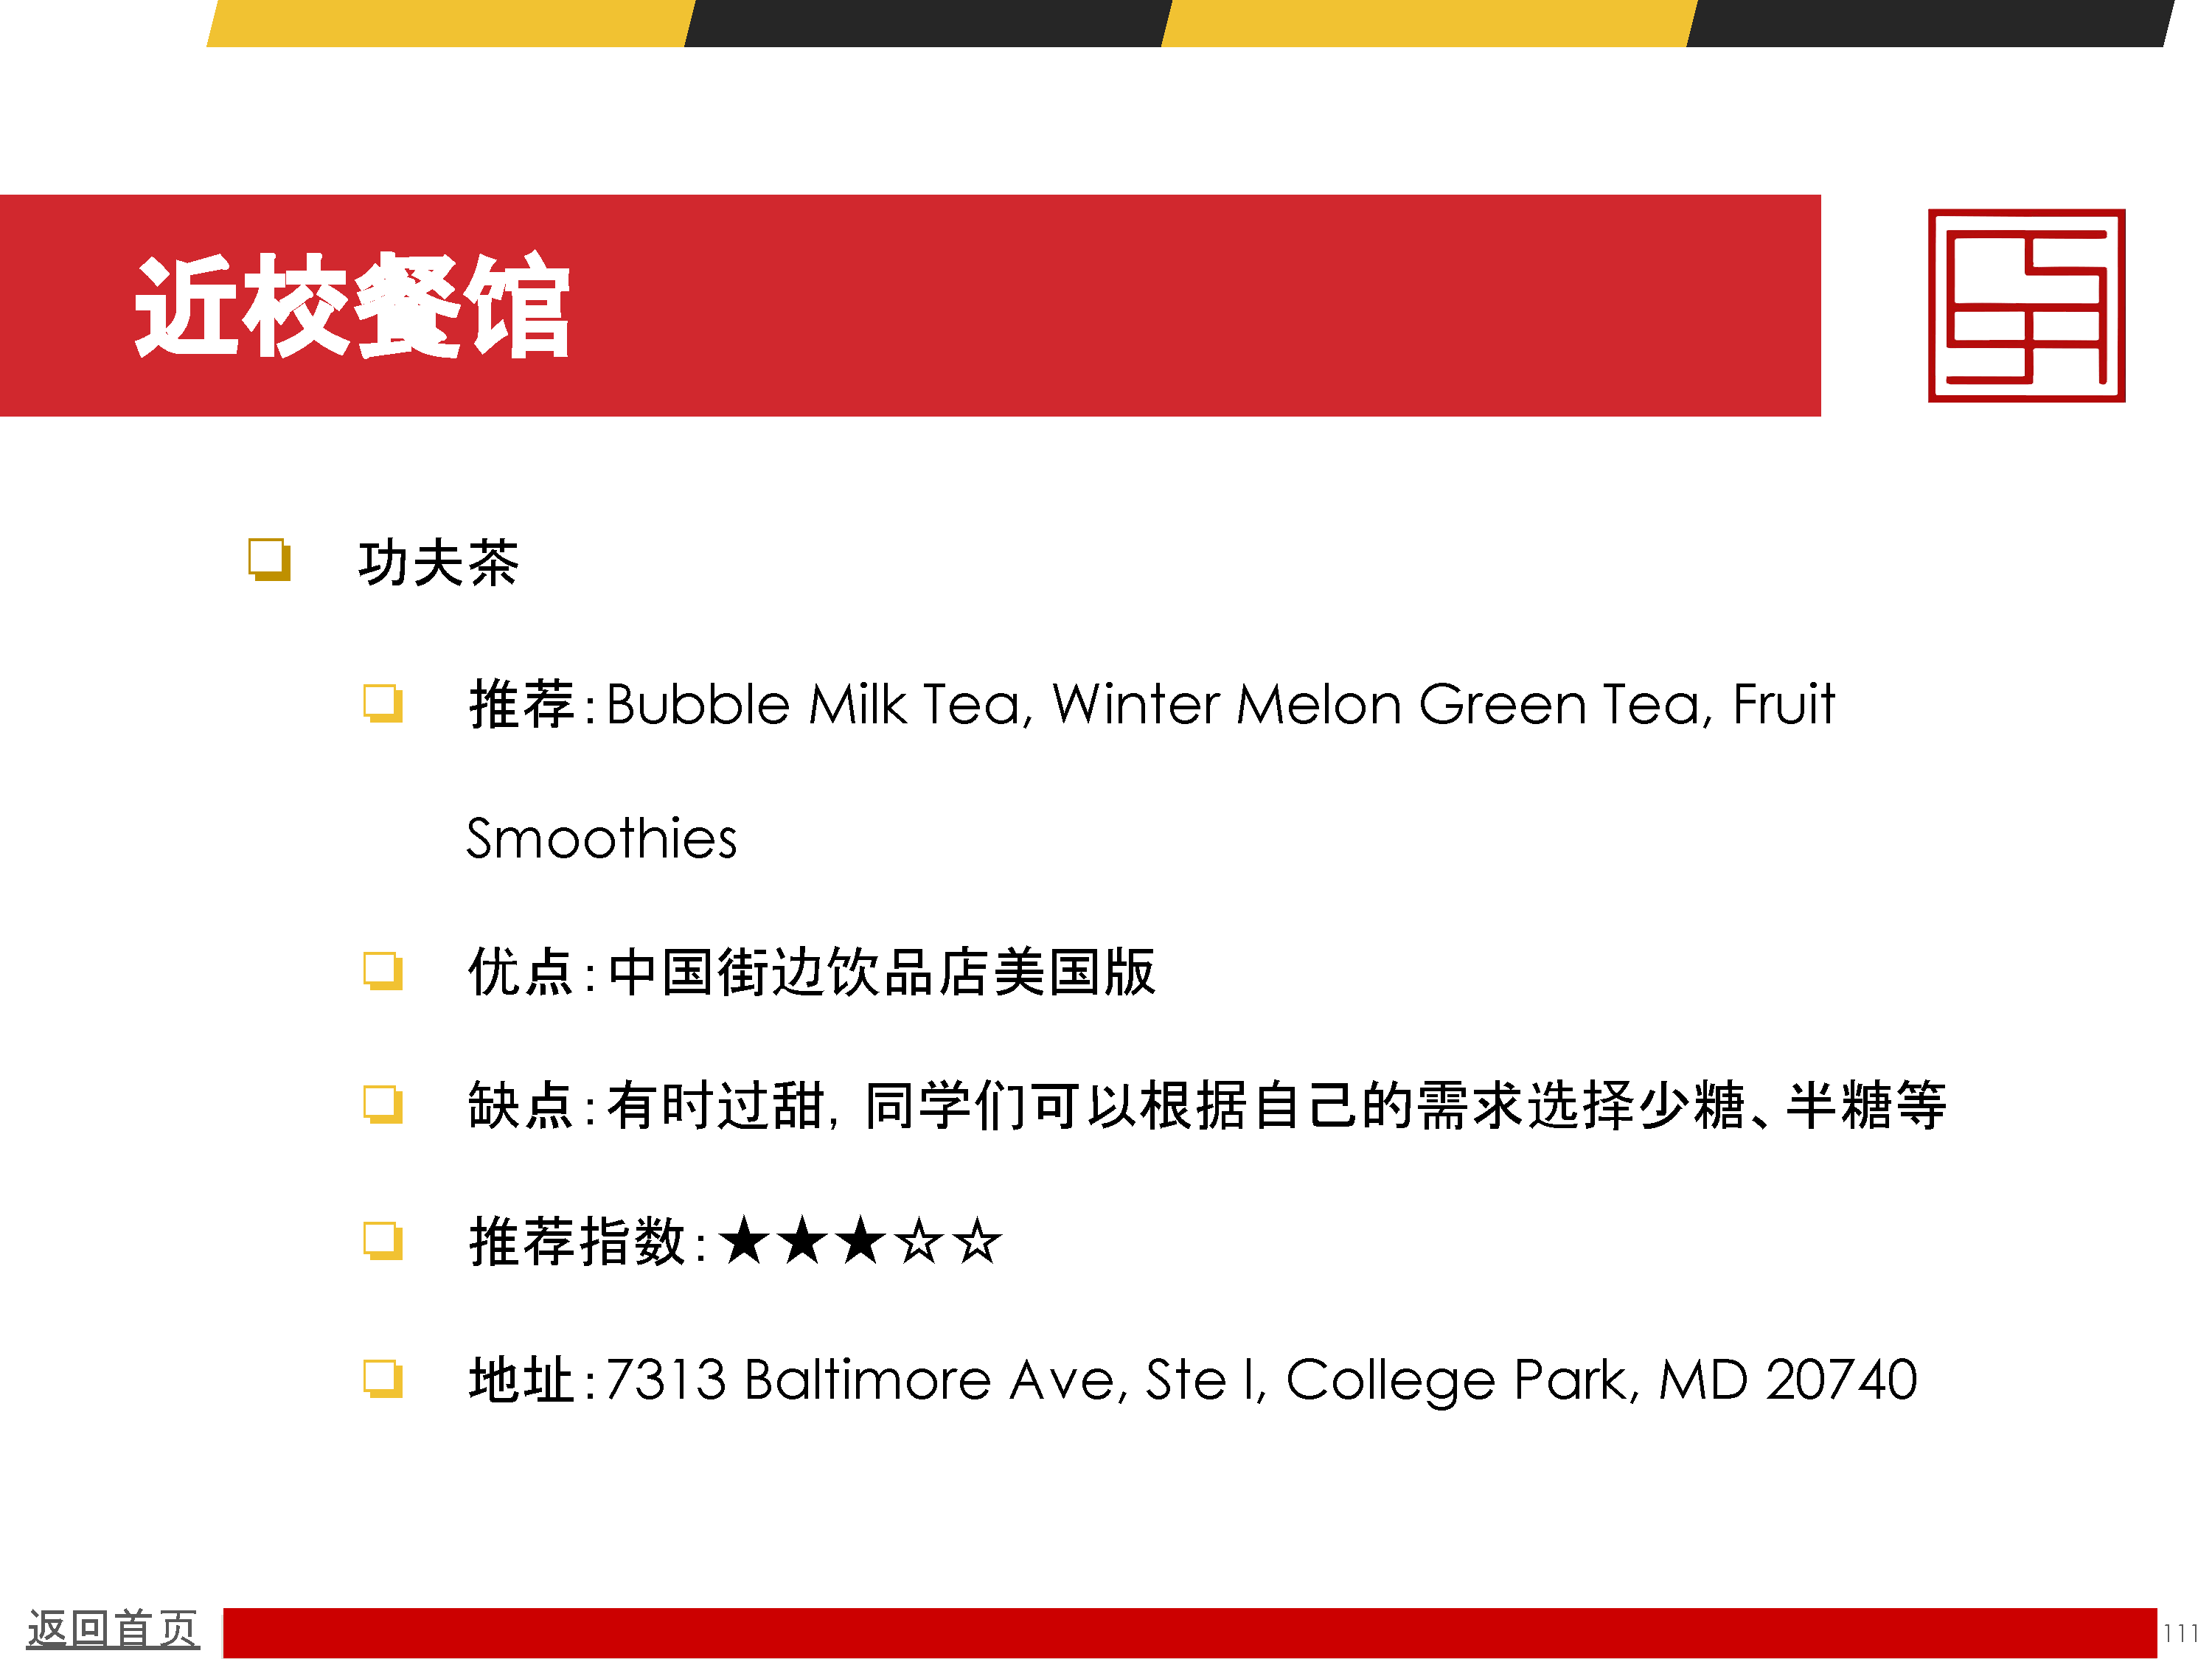 近校餐馆
功夫茶
推荐:Bubble Milk Tea, Winter Melon Green Tea, Fruit
Smoothies
优点:中国街边饮品店美国版
缺点:有时过甜, 同学们可以根据自己的需求选择少糖、半糖等
推荐指数:★★★☆☆
地址:7313 Baltimore Ave, Ste I, College Park, MD 20740
返回首页
111